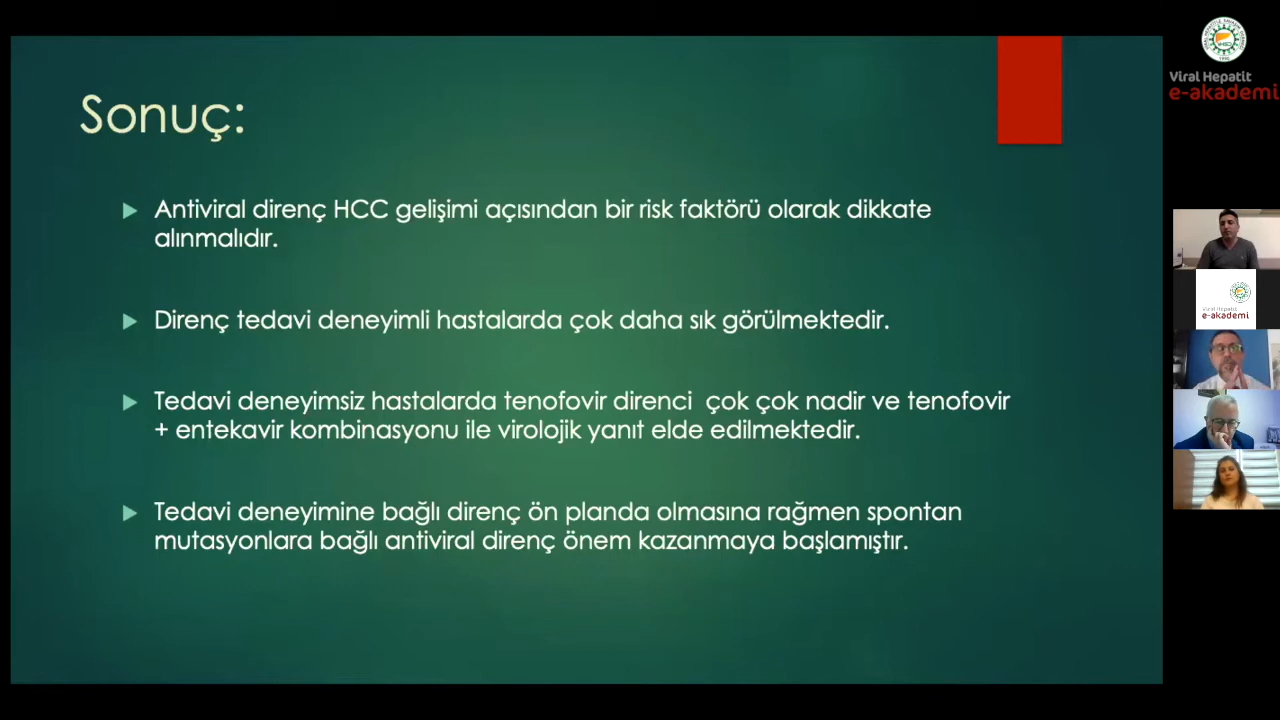 Sonuç:
Antiviral direnç HCC gelişimi açısından bir risk faktörü olarak dikkate
alınmalıdır.
Direnç tedavi deneyimli hastalarda çok daha sık görülmektedir.
Tedavi deneyimsiz hastalarda tenofovir direnci  çok çok nadir ve tenofovir
+ entekavir kombinasyonu ile virolojik yanıt elde edilmektedir.
Tedavi deneyimine bağlı direnç ön planda olmasına rağmen spontan
mutasyonlara bağlı antiviral direnç önem kazanmaya başlamıştır.
Viral Hepatit
e-akademi
Viral Hepatit
e-akademi